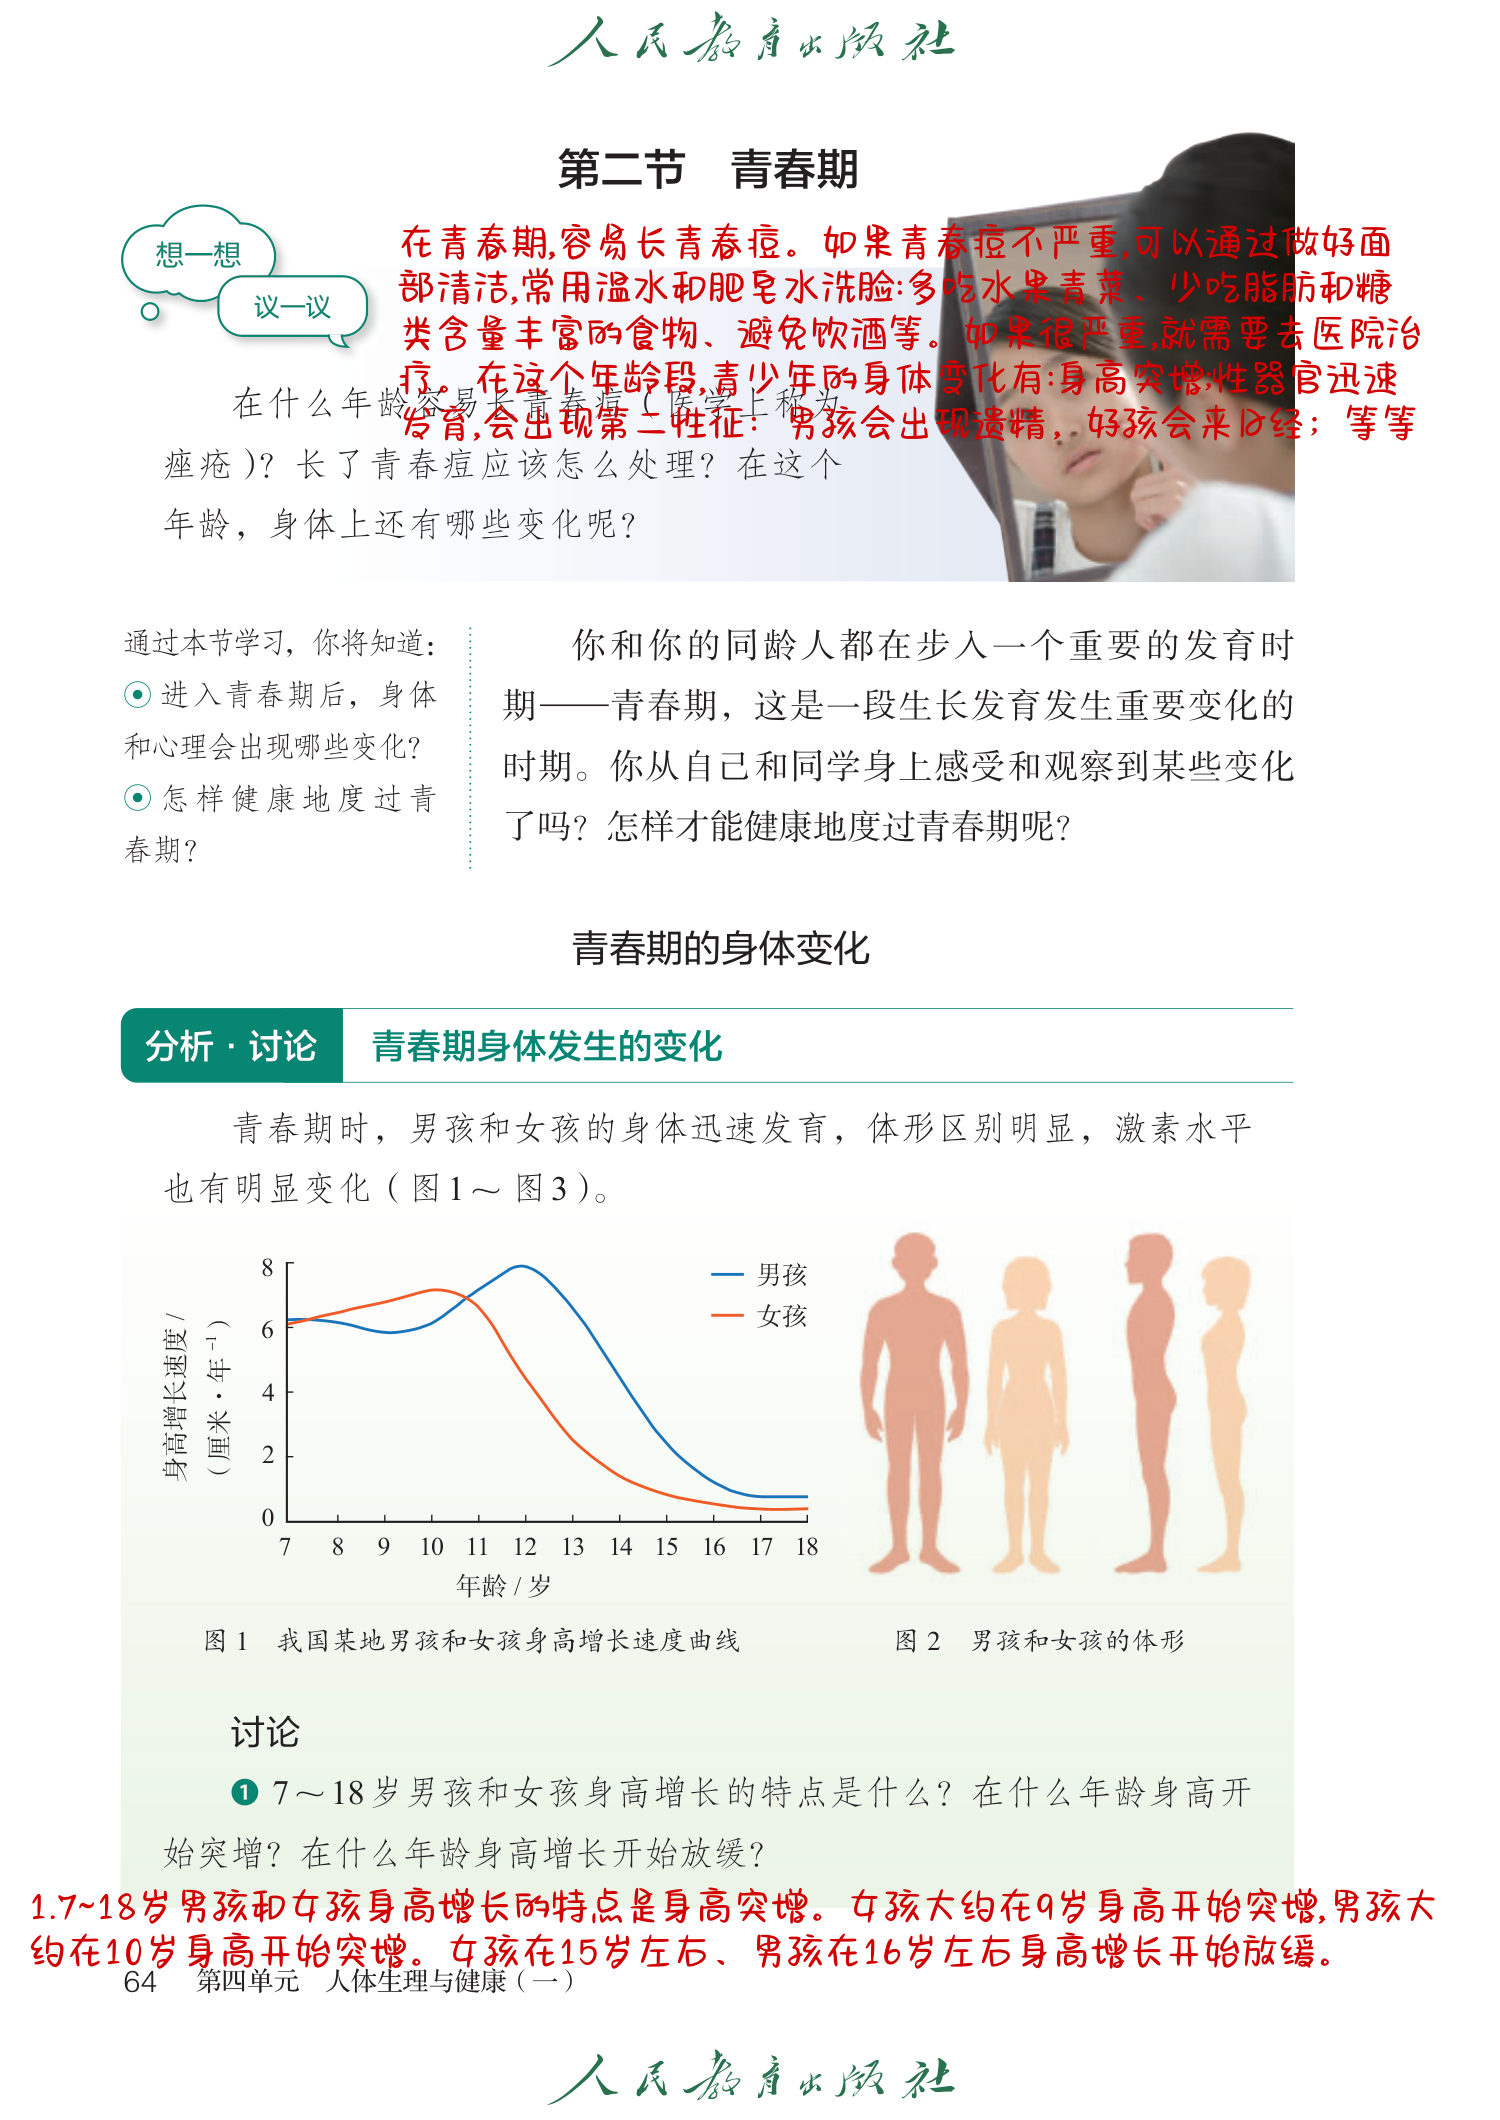 人民教育出版社
第二节 青春期
想一想
议一议
在青春期,容易长青春痘。如果青春痘不严重,可以通过做好面
部清洁,常用温水和肥皂水洗脸:多吃水果青菜、少吃脂肪和糖
类含量丰富的食物、避免饮酒等。如果很严重,就需要去医院治
疗。在这个年龄段,青少年的身体变化有:身高突增;性器官迅速
发育,会出现第二性征:男孩会出现遗精,好孩会来月经;等等
在什么年龄容易长青春痘(医学上称为
痤疮)?长了青春痘应该怎么处理?在这个
年龄,身体上还有哪些变化呢?
通过本节学习,你将知道:
进入青春期后,身体
和心理会出现哪些变化?
怎样健康地度过青
春期?
你和你的同龄人都在步入一个重要的发育时
期——青春期,这是一段生长发育发生重要变化的
时期。你从自己和同学身上感受和观察到某些变化
了吗?怎样才能健康地度过青春期呢?
青春期的身体变化
分析·讨论 青春期身体发生的变化
青春期时,男孩和女孩的身体迅速发育,体形区别明显,激素水平
也有明显变化(图1~图3)。
身高增长速度/
(厘米·年⁻¹)
8
6
4
2
0
男孩
女孩
7 8 9 10 11 12 13 14 15 16 17 18
年龄/岁
图1 我国某地男孩和女孩身高增长速度曲线
图2 男孩和女孩的体形
讨论
❶ 7~18岁男孩和女孩身高增长的特点是什么?在什么年龄身高开
始突增?在什么年龄身高增长开始放缓?
1.7~18岁男孩和女孩身高增长的特点是身高突增。女孩大约在9岁身高开始突增,男孩大
约在10岁身高开始突增。女孩在15岁左右、男孩在16岁左右身高增长开始放缓。
64 第四单元 人体生理与健康(一)
人民教育出版社